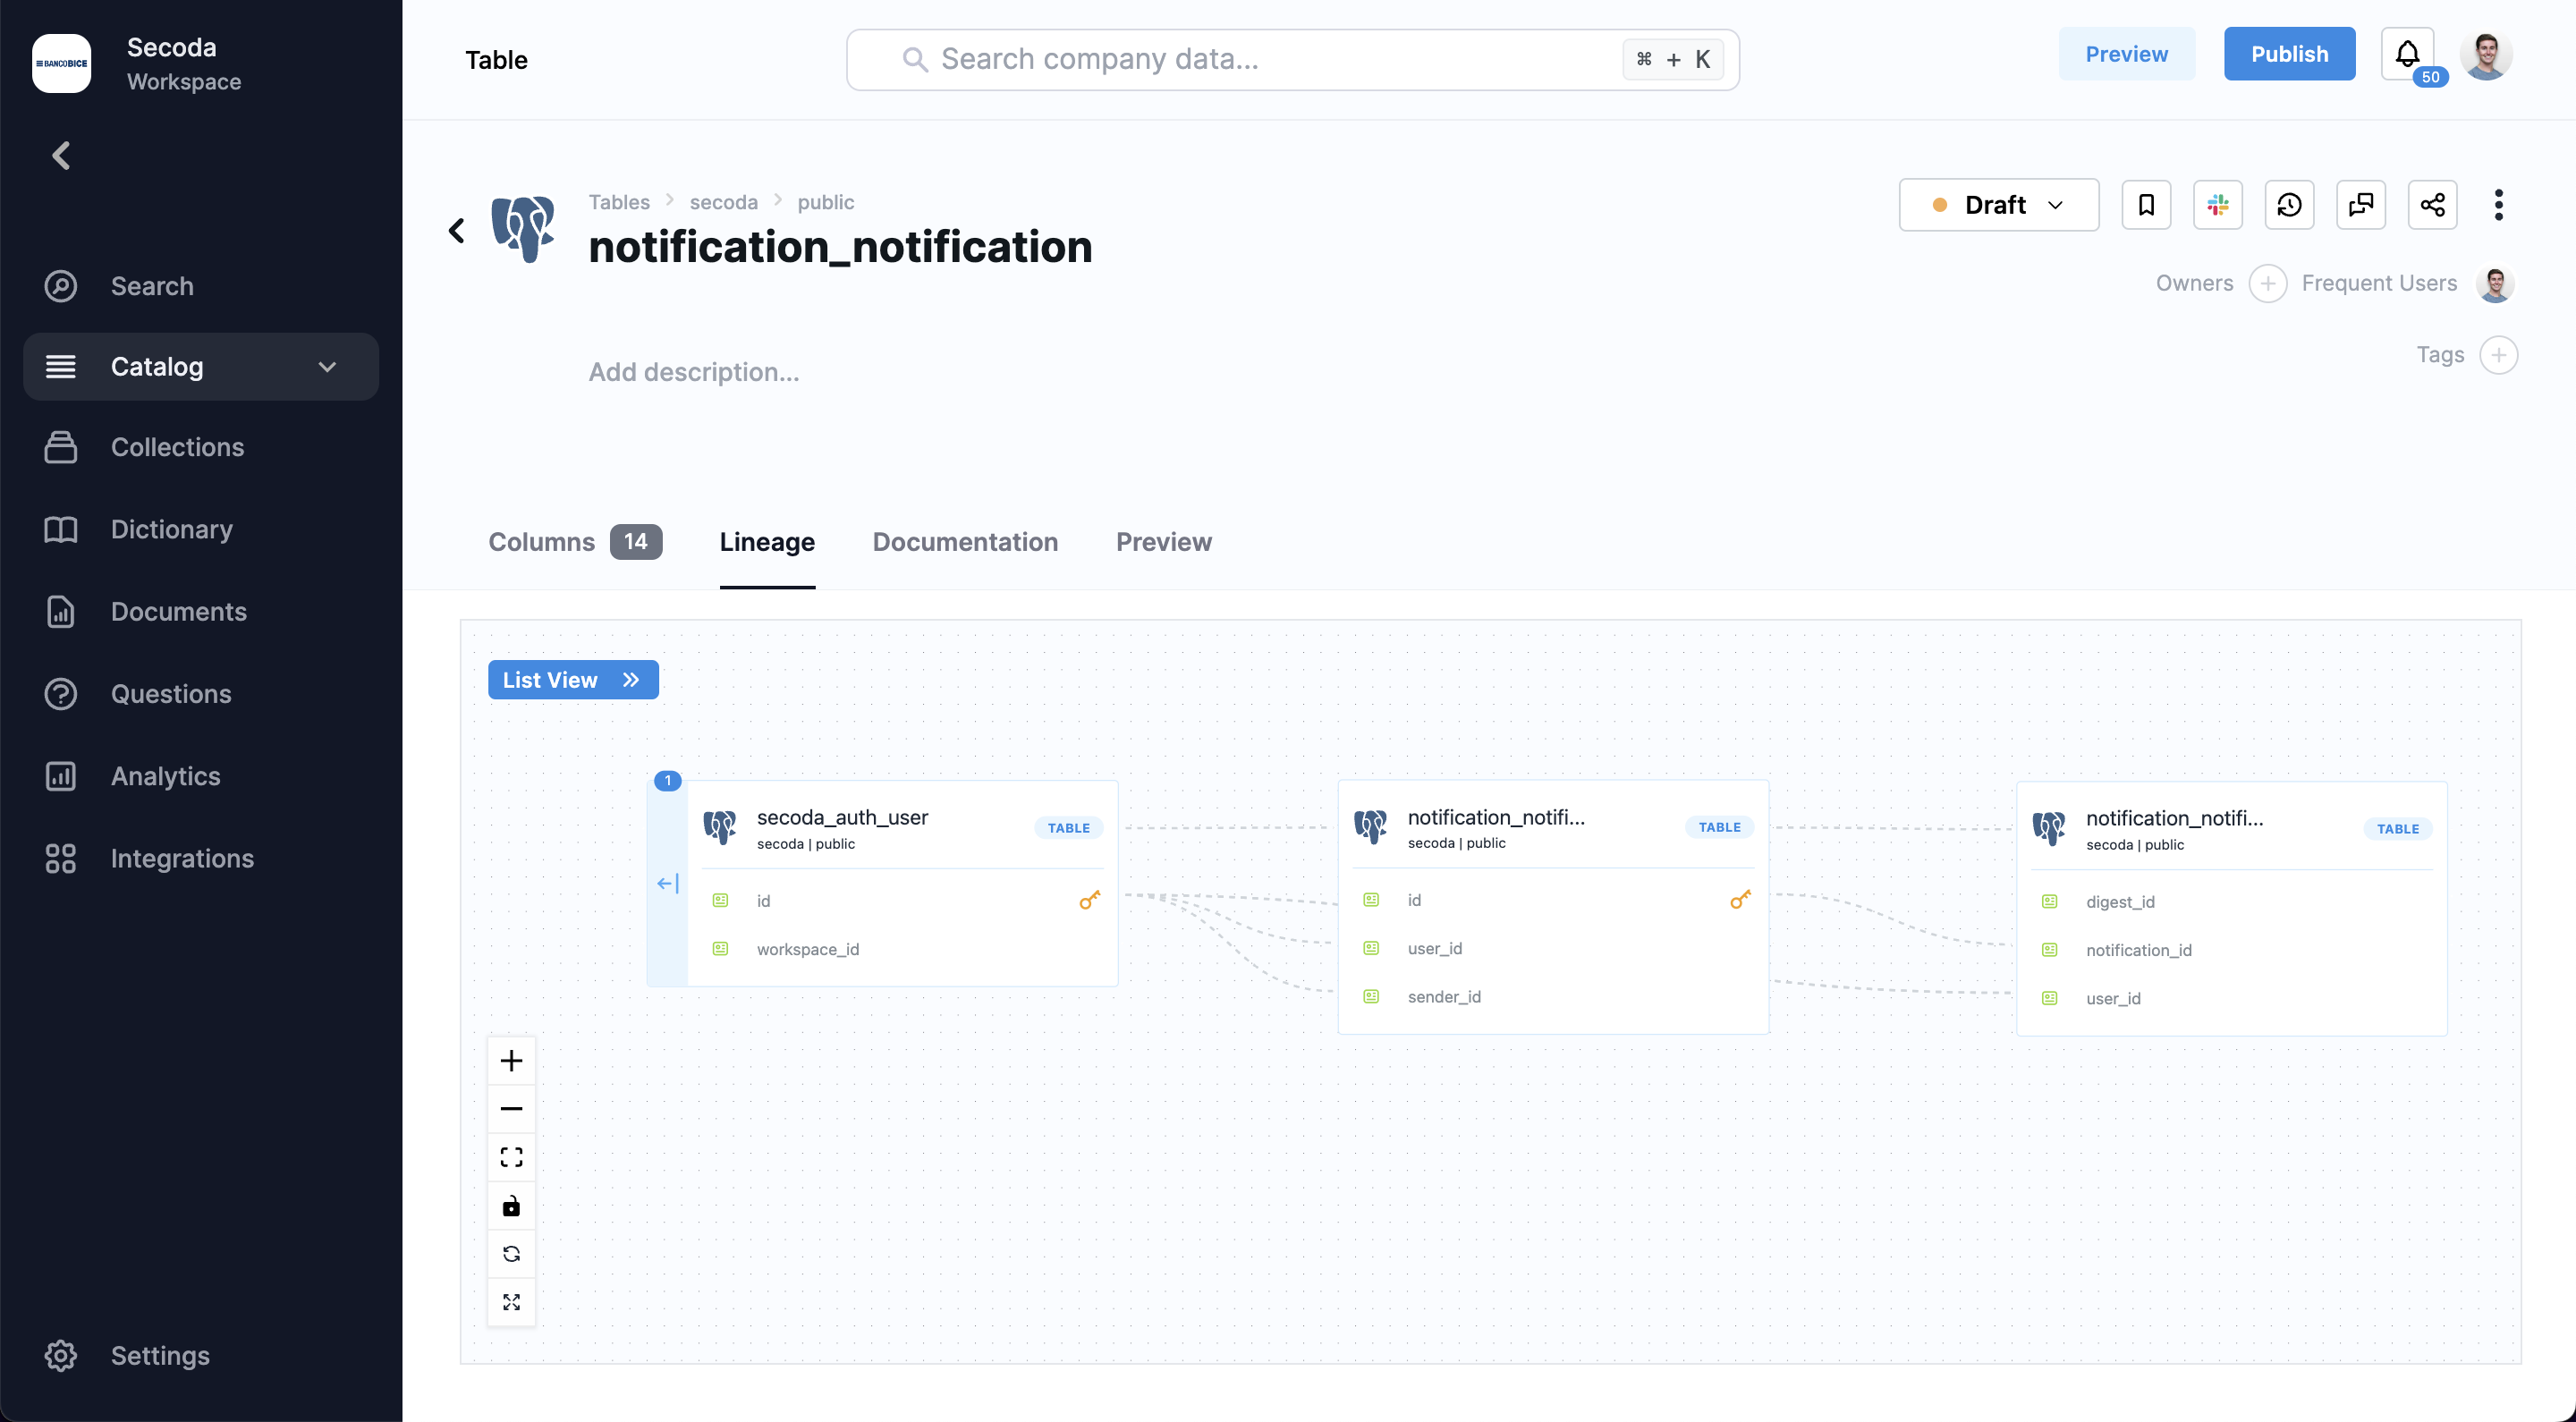 BANCOBICE
Secoda
Workspace
Search
Catalog
Collections
Dictionary
Documents
Questions
Analytics
Integrations
Settings
Table
Search company data...
⌘ + K
Preview
Publish
50
Tables > secoda > public
notification_notification
Draft
Owners
Frequent Users
Tags
Add description...
Columns 14
Lineage
Documentation
Preview
List View
1
secoda_auth_user
TABLE
secoda | public
id
workspace_id
notification_notifi...
TABLE
secoda | public
id
user_id
sender_id
notification_notifi...
TABLE
secoda | public
digest_id
notification_id
user_id